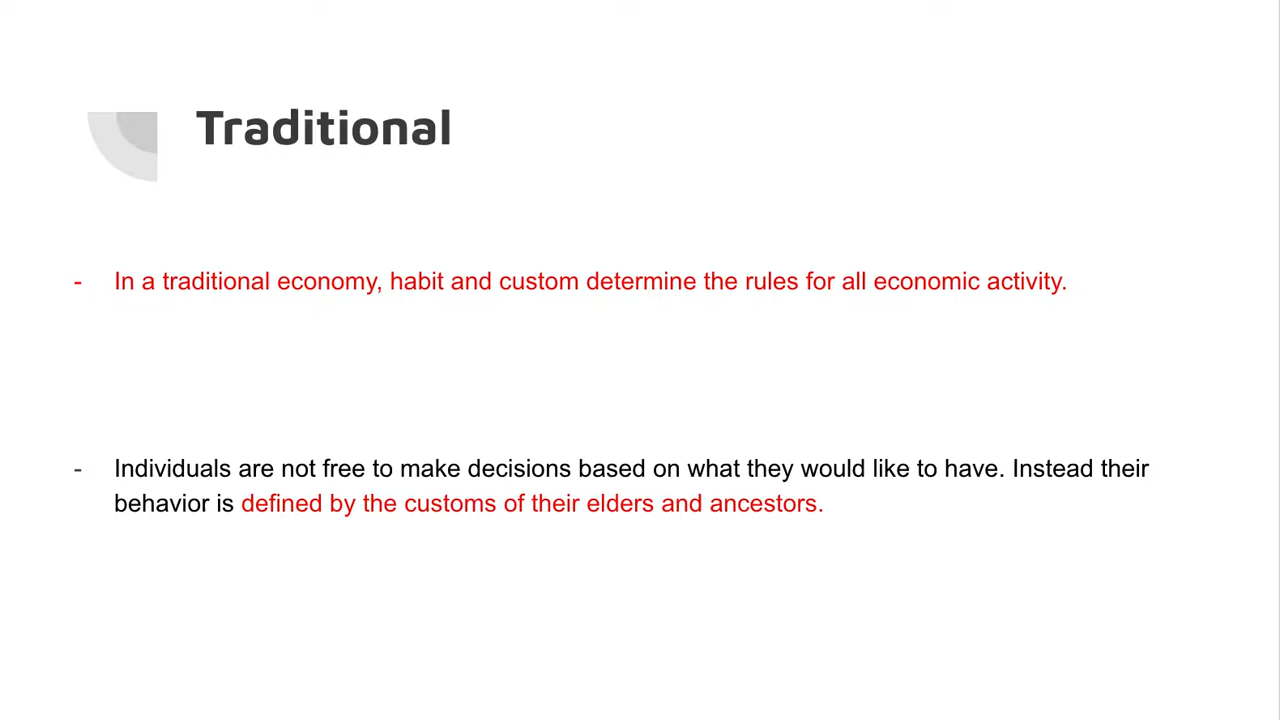 Traditional
- In a traditional economy, habit and custom determine the rules for all economic activity.
- Individuals are not free to make decisions based on what they would like to have. Instead their
behavior is defined by the customs of their elders and ancestors.